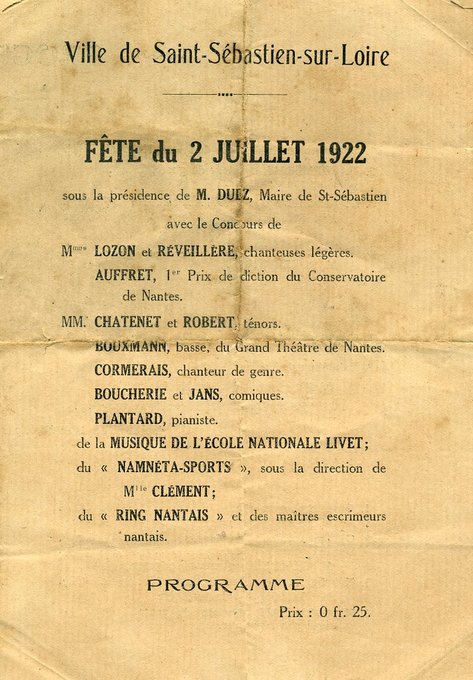 Ville de Saint-Sébastien-sur-Loire
FÊTE du 2 JUILLET 1922
sous la présidence de M. DUEZ, Maire de St-Sébastien
avec le Concours de
Mmes LOZON et RÉVEILLÈRE, chanteuses légères.
AUFFRET, 1er Prix de diction du Conservatoire
de Nantes.
MM. CHATENET et ROBERT, ténors.
BOUXMANN, basse, du Grand Théâtre de Nantes.
CORMERAIS, chanteur de genre.
BOUCHERIE et JANS, comiques.
PLANTARD, pianiste.
de la MUSIQUE DE L'ÉCOLE NATIONALE LIVET;
du « NAMNÉTA-SPORTS », sous la direction de
Mlle CLÉMENT;
du « RING NANTAIS » et des maîtres escrimeurs
nantais.
PROGRAMME
Prix : 0 fr. 25.